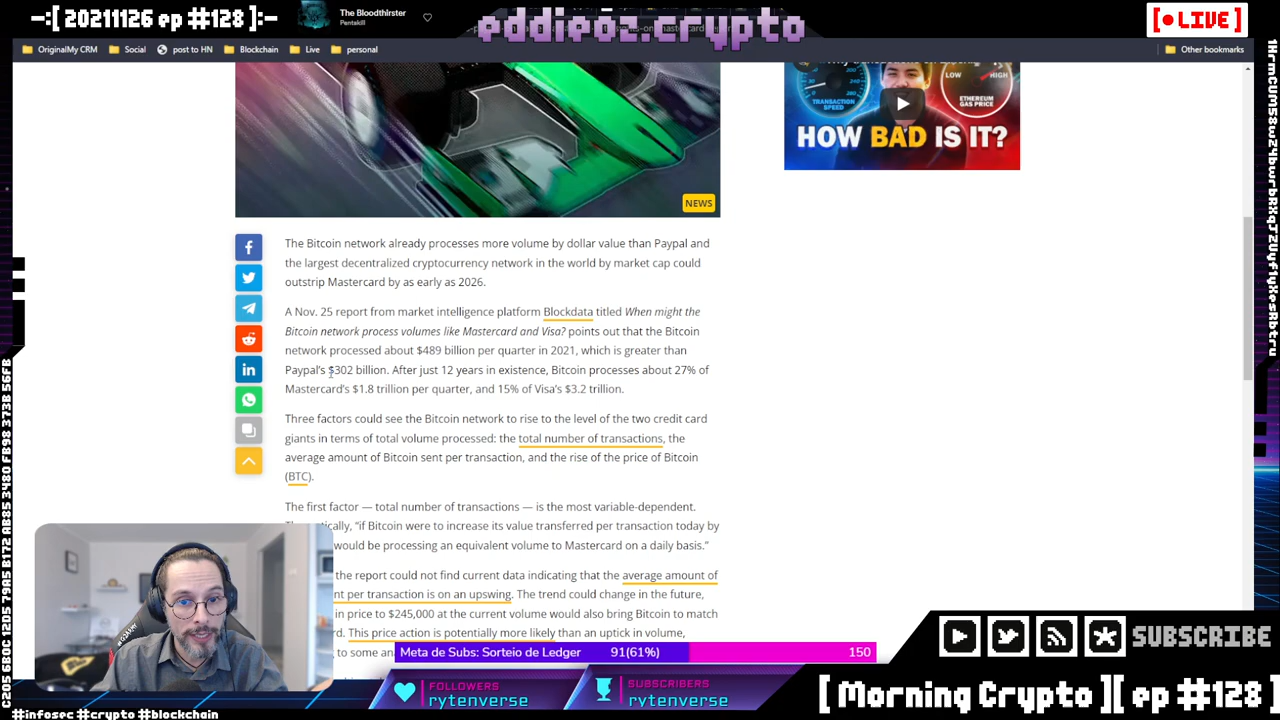 -:[ 20211126 ep #128 ]:-
The Bloodthirster
Pentakill
eddieoz.crypto
[• LIVE]
OriginalMy CRM
Social
post to HN
Blockchain
Live
personal
Other bookmarks
TRANSACTION SPEED
LOW
HIGH
ETHEREUM GAS PRICE
HOW BAD IS IT?
NEWS
The Bitcoin network already processes more volume by dollar value than Paypal and
the largest decentralized cryptocurrency network in the world by market cap could
outstrip Mastercard by as early as 2026.
A Nov. 25 report from market intelligence platform Blockdata titled When might the
Bitcoin network process volumes like Mastercard and Visa? points out that the Bitcoin
network processed about $489 billion per quarter in 2021, which is greater than
Paypal's $302 billion. After just 12 years in existence, Bitcoin processes about 27% of
Mastercard's $1.8 trillion per quarter, and 15% of Visa's $3.2 trillion.
Three factors could see the Bitcoin network to rise to the level of the two credit card
giants in terms of total volume processed: the total number of transactions, the
average amount of Bitcoin sent per transaction, and the rise of the price of Bitcoin
(BTC).
The first factor — total number of transactions — is the most variable-dependent.
"if Bitcoin were to increase its value transferred per transaction today by
would be processing an equivalent volume to Mastercard on a daily basis."
the report could not find current data indicating that the average amount of
per transaction is on an upswing. The trend could change in the future,
in price to $245,000 at the current volume would also bring Bitcoin to match
This price action is potentially more likely than an uptick in volume,
to some
Meta de Subs: Sorteio de Ledger 91(61%) 150
FOLLOWERS
rytenverse
SUBSCRIBERS
rytenverse
SUBSCRIBE
[ Morning Crypto ][ ep #128 ]
#infosec #crypto #blockchain